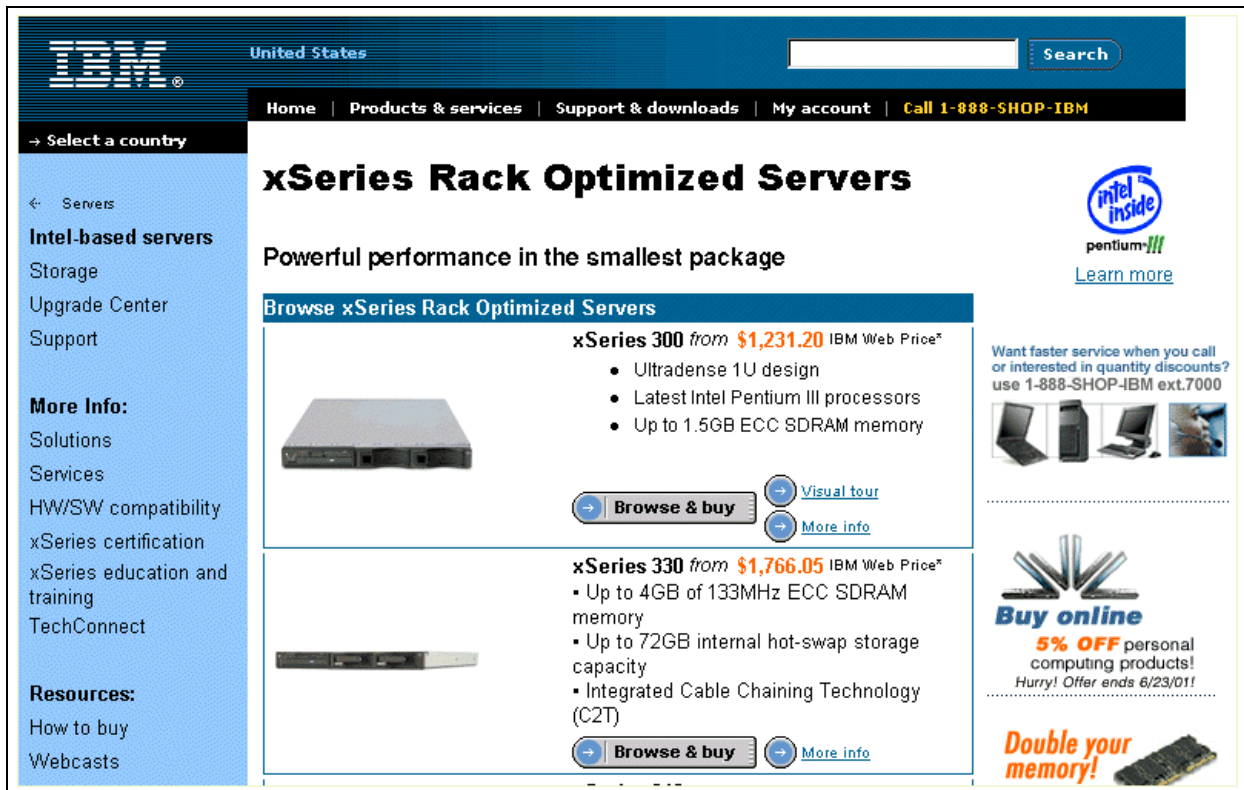 IBM®
United States
Search
Home | Products & services | Support & downloads | My account | Call 1-888-SHOP-IBM
→ Select a country
← Servers
Intel-based servers
Storage
Upgrade Center
Support
More Info:
Solutions
Services
HW/SW compatibility
xSeries certification
xSeries education and
training
TechConnect
Resources:
How to buy
Webcasts
xSeries Rack Optimized Servers
Powerful performance in the smallest package
Browse xSeries Rack Optimized Servers
xSeries 300 from $1,231.20 IBM Web Price*
● Ultradense 1U design
● Latest Intel Pentium III processors
● Up to 1.5GB ECC SDRAM memory
Browse & buy
Visual tour
More info
xSeries 330 from $1,766.05 IBM Web Price*
▪ Up to 4GB of 133MHz ECC SDRAM
memory
▪ Up to 72GB internal hot-swap storage
capacity
▪ Integrated Cable Chaining Technology
(C2T)
Browse & buy
More info
intel
inside
pentium III
Learn more
Want faster service when you call
or interested in quantity discounts?
use 1-888-SHOP-IBM ext.7000
Buy online
5% OFF personal
computing products!
Hurry! Offer ends 6/23/01!
Double your
memory!